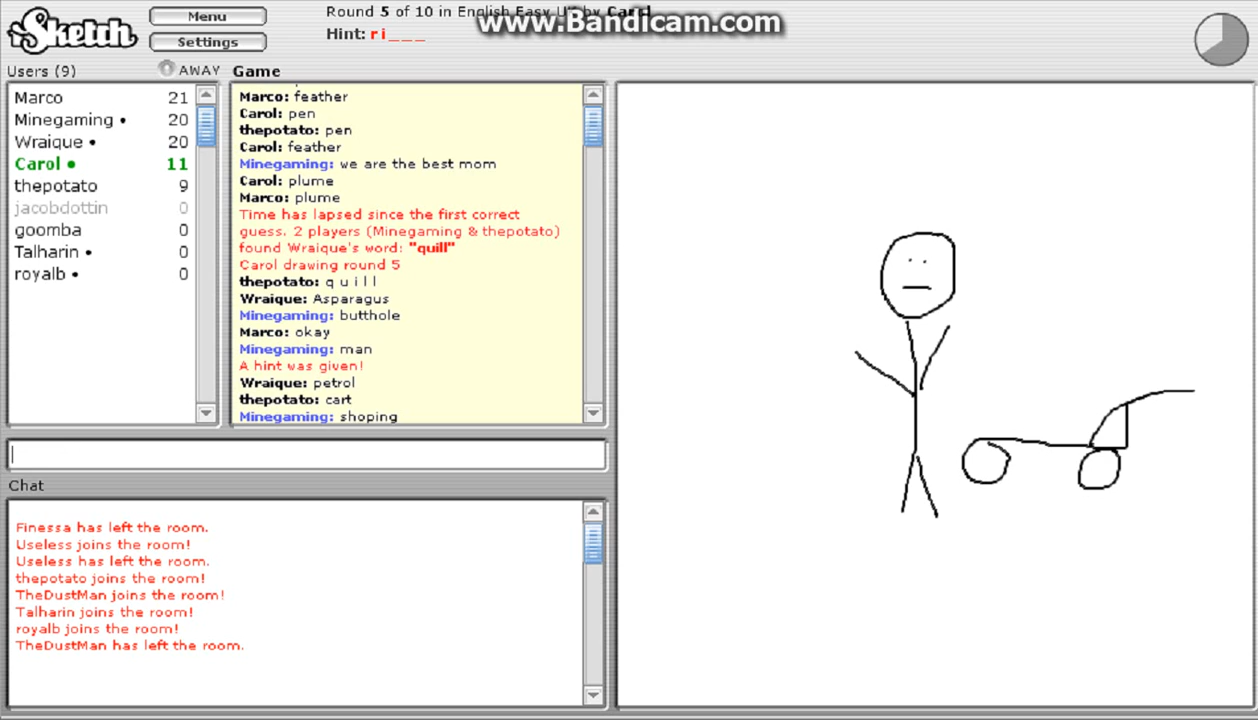 www.Bandicam.com
iSketch
Menu
Settings
Round 5 of 10 in English Easy
Hint: ri___
Users (9)
AWAY
Game
Marco 21
Minegaming • 20
Wraique • 20
Carol • 11
thepotato 9
jacobdottin 0
goomba 0
Talharin • 0
royalb • 0
Marco: feather
Carol: pen
thepotato: pen
Carol: feather
Minegaming: we are the best mom
Carol: plume
Marco: plume
Time has lapsed since the first correct
guess. 2 players (Minegaming & thepotato)
found Wraique's word: "quill"
Carol drawing round 5
thepotato: q u i l l
Wraique: Asparagus
Minegaming: butthole
Marco: okay
Minegaming: man
A hint was given!
Wraique: petrol
thepotato: cart
Minegaming: shoping
Chat
Finessa has left the room.
Useless joins the room!
Useless has left the room.
thepotato joins the room!
TheDustMan joins the room!
Talharin joins the room!
royalb joins the room!
TheDustMan has left the room.